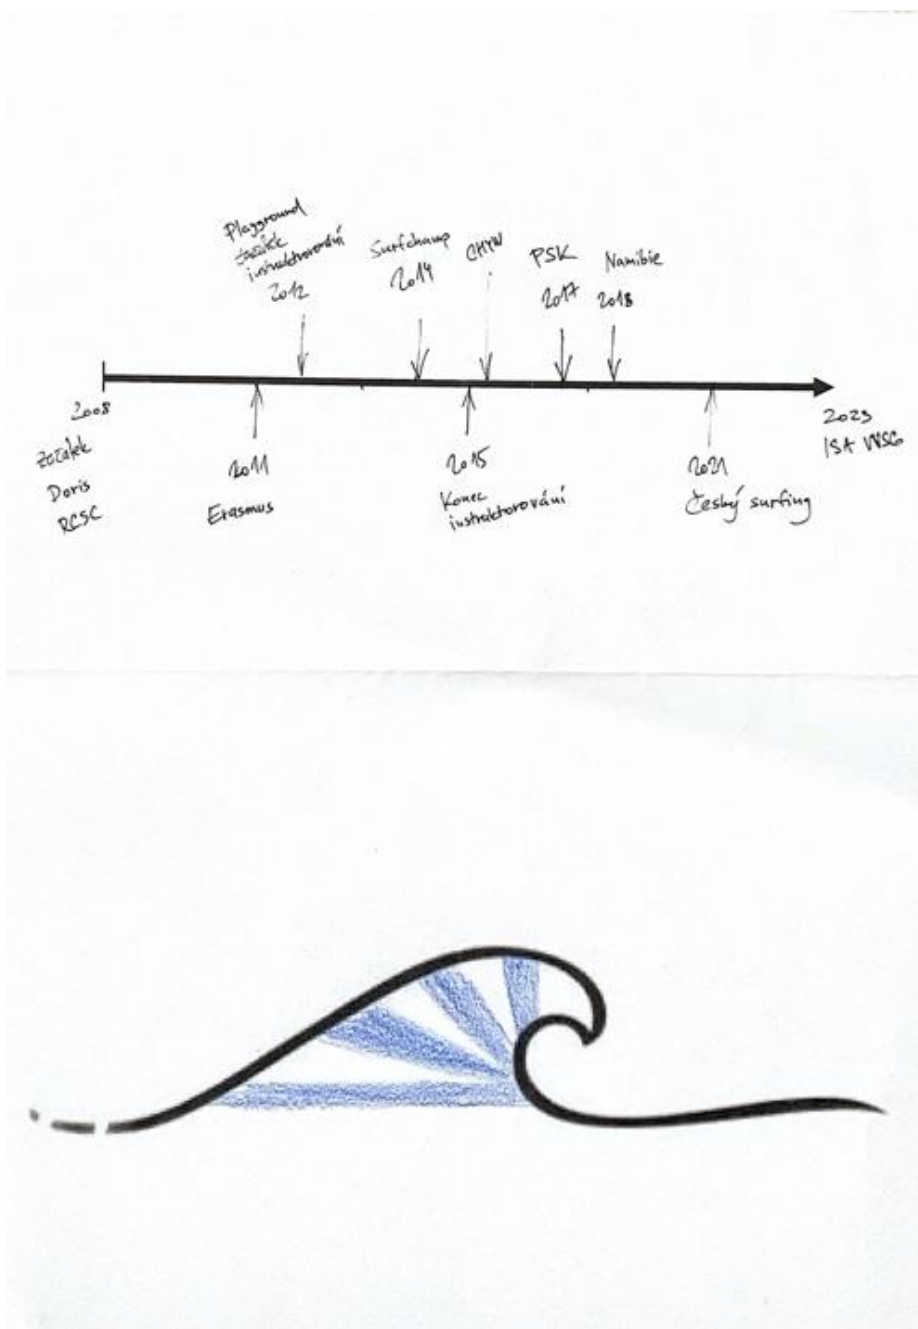 Playground
začátek
instruktorování
2012
Surfchamp
2014
CHYW
PSK
2017
Namibie
2018
2008
začátek
Doris
RCSC
2011
Erasmus
2015
Konec
instruktorování
2021
Český surfing
2023
ISA WSG